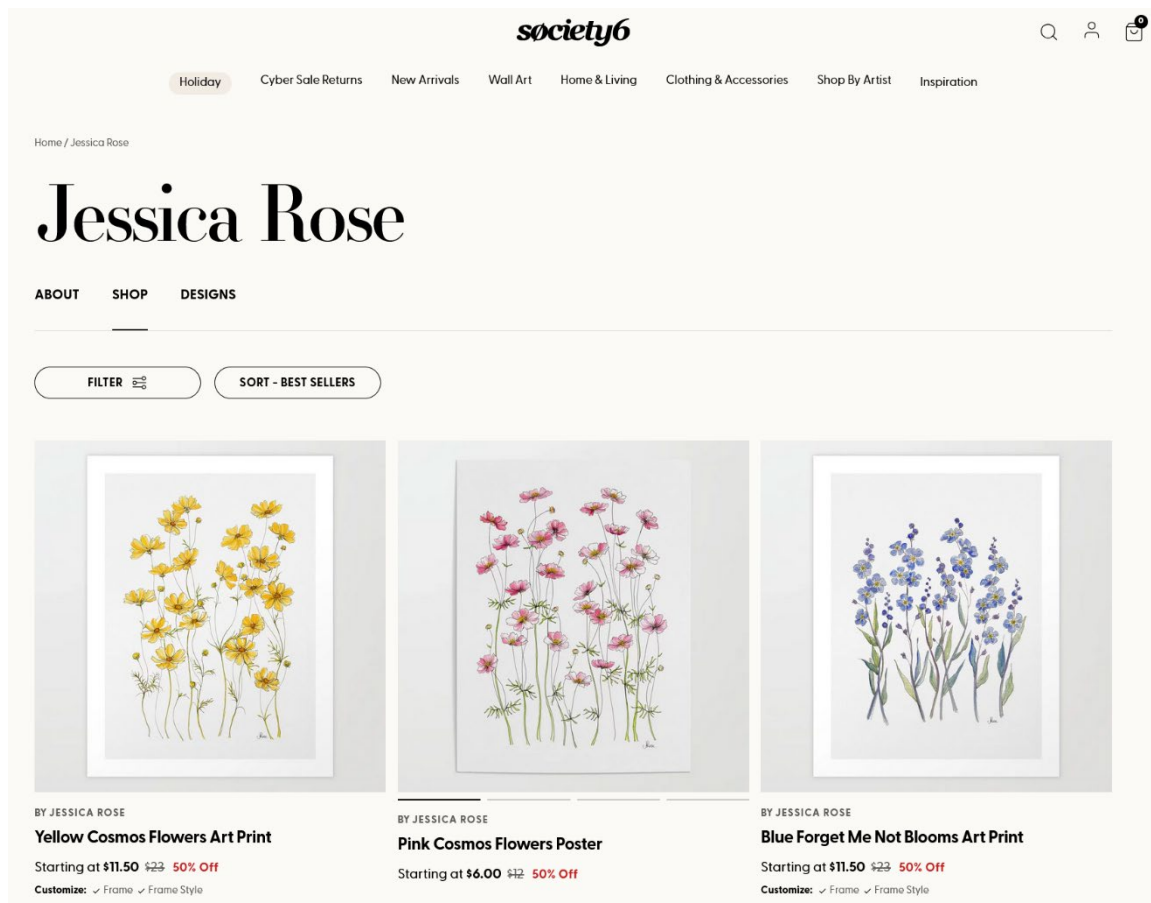 søciety6
0
Holiday Cyber Sale Returns New Arrivals Wall Art Home & Living Clothing & Accessories Shop By Artist Inspiration
Home / Jessica Rose
Jessica Rose
ABOUT SHOP DESIGNS
FILTER SORT - BEST SELLERS
BY JESSICA ROSE
Yellow Cosmos Flowers Art Print
Starting at $11.50 $23 50% Off
Customize: ✓ Frame ✓ Frame Style
BY JESSICA ROSE
Pink Cosmos Flowers Poster
Starting at $6.00 $12 50% Off
BY JESSICA ROSE
Blue Forget Me Not Blooms Art Print
Starting at $11.50 $23 50% Off
Customize: ✓ Frame ✓ Frame Style